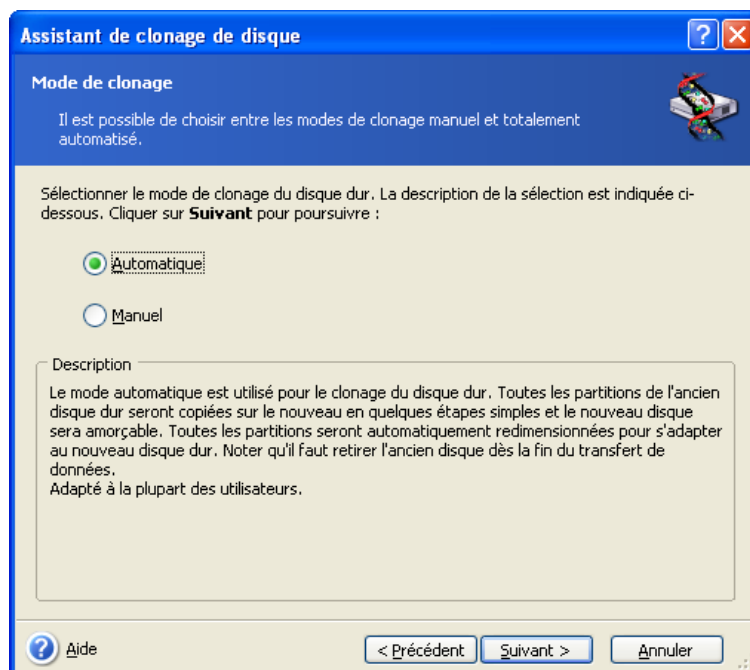 Assistant de clonage de disque
Mode de clonage
Il est possible de choisir entre les modes de clonage manuel et totalement
automatisé.
Sélectionner le mode de clonage du disque dur. La description de la sélection est indiquée ci-
dessous. Cliquer sur Suivant pour poursuivre :
Automatique
Manuel
Description
Le mode automatique est utilisé pour le clonage du disque dur. Toutes les partitions de l'ancien
disque dur seront copiées sur le nouveau en quelques étapes simples et le nouveau disque
sera amorçable. Toutes les partitions seront automatiquement redimensionnées pour s'adapter
au nouveau disque dur. Noter qu'il faut retirer l'ancien disque dès la fin du transfert de
données.
Adapté à la plupart des utilisateurs.
Aide
< Précédent
Suivant >
Annuler